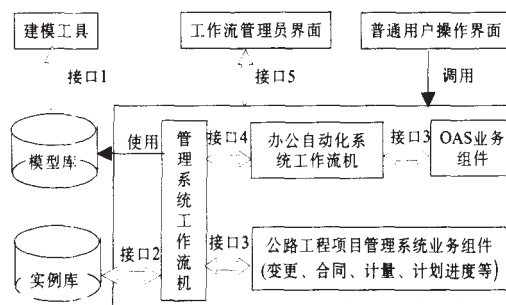 建模工具
工作流管理员界面
普通用户操作界面
接口1
接口5
调用
模型库
使用
管理系统工作流机
接口4
办公自动化系
统工作流机
接口3
OAS业务
组件
实例库
接口2
接口3
公路工程项目管理系统业务组件
(变更、合同、计量、计划进度等)